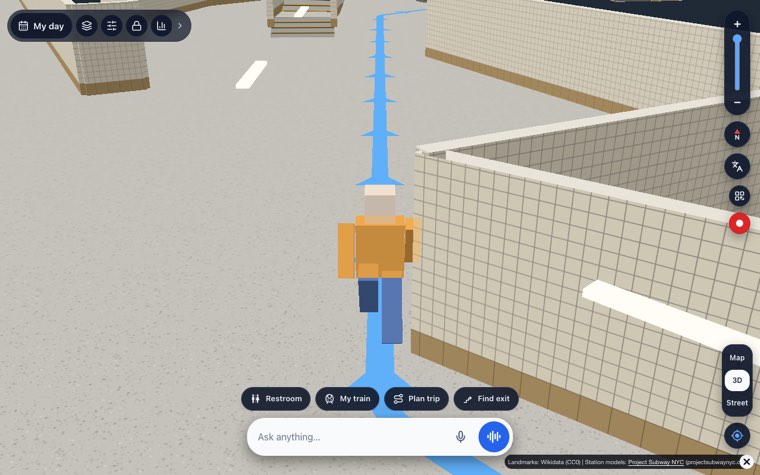 My day
N
Map
3D
Street
Restroom
My train
Plan trip
Find exit
Ask anything...
Landmarks: Wikidata (CC0) | Station models: Project Subway NYC (projectsubwaynyc.c